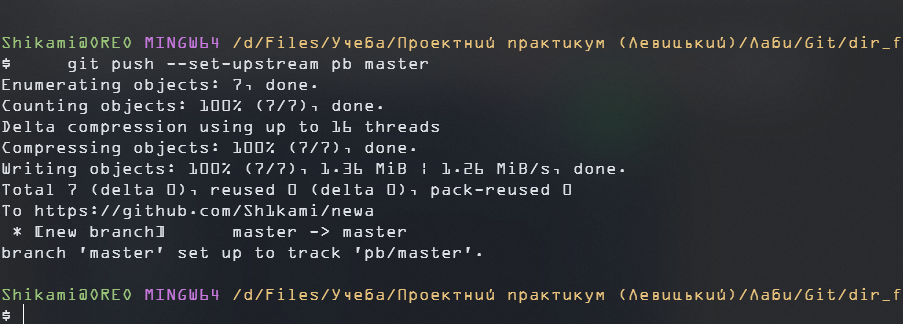 Shikami@OREO MINGW64 /d/Files/Учеба/Проектний практикум (Левицький)/Лаби/Git/dir_f
$ git push --set-upstream pb master
Enumerating objects: 7, done.
Counting objects: 100% (7/7), done.
Delta compression using up to 16 threads
Compressing objects: 100% (7/7), done.
Writing objects: 100% (7/7), 1.36 MiB | 1.26 MiB/s, done.
Total 7 (delta 0), reused 0 (delta 0), pack-reused 0
To https://github.com/Sh1kami/newa
 * [new branch]      master -> master
branch 'master' set up to track 'pb/master'.
Shikami@OREO MINGW64 /d/Files/Учеба/Проектний практикум (Левицький)/Лаби/Git/dir_f
$